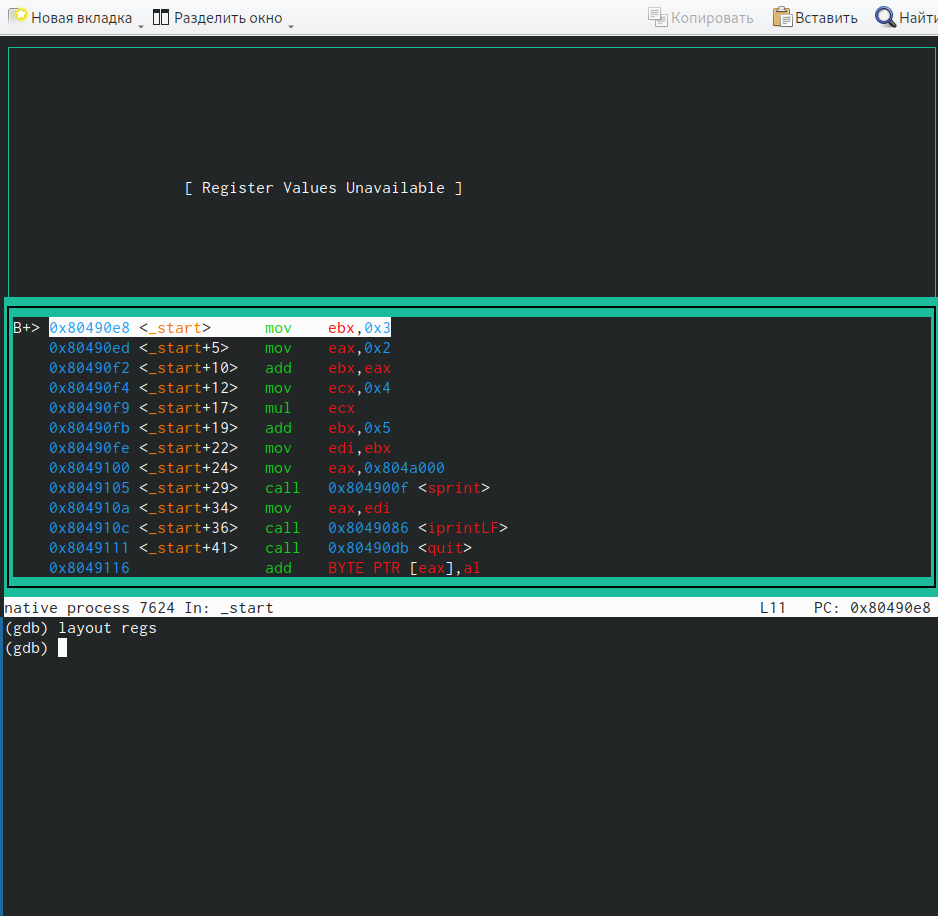 Новая вкладка Разделить окно Копировать Вставить Найти
[ Register Values Unavailable ]
B+> 0x80490e8 <_start> mov ebx,0x3
0x80490ed <_start+5> mov eax,0x2
0x80490f2 <_start+10> add ebx,eax
0x80490f4 <_start+12> mov ecx,0x4
0x80490f9 <_start+17> mul ecx
0x80490fb <_start+19> add ebx,0x5
0x80490fe <_start+22> mov edi,ebx
0x8049100 <_start+24> mov eax,0x804a000
0x8049105 <_start+29> call 0x804900f <sprint>
0x804910a <_start+34> mov eax,edi
0x804910c <_start+36> call 0x8049086 <iprintLF>
0x8049111 <_start+41> call 0x80490db <quit>
0x8049116 add BYTE PTR [eax],al
native process 7624 In: _start L11 PC: 0x80490e8
(gdb) layout regs
(gdb)